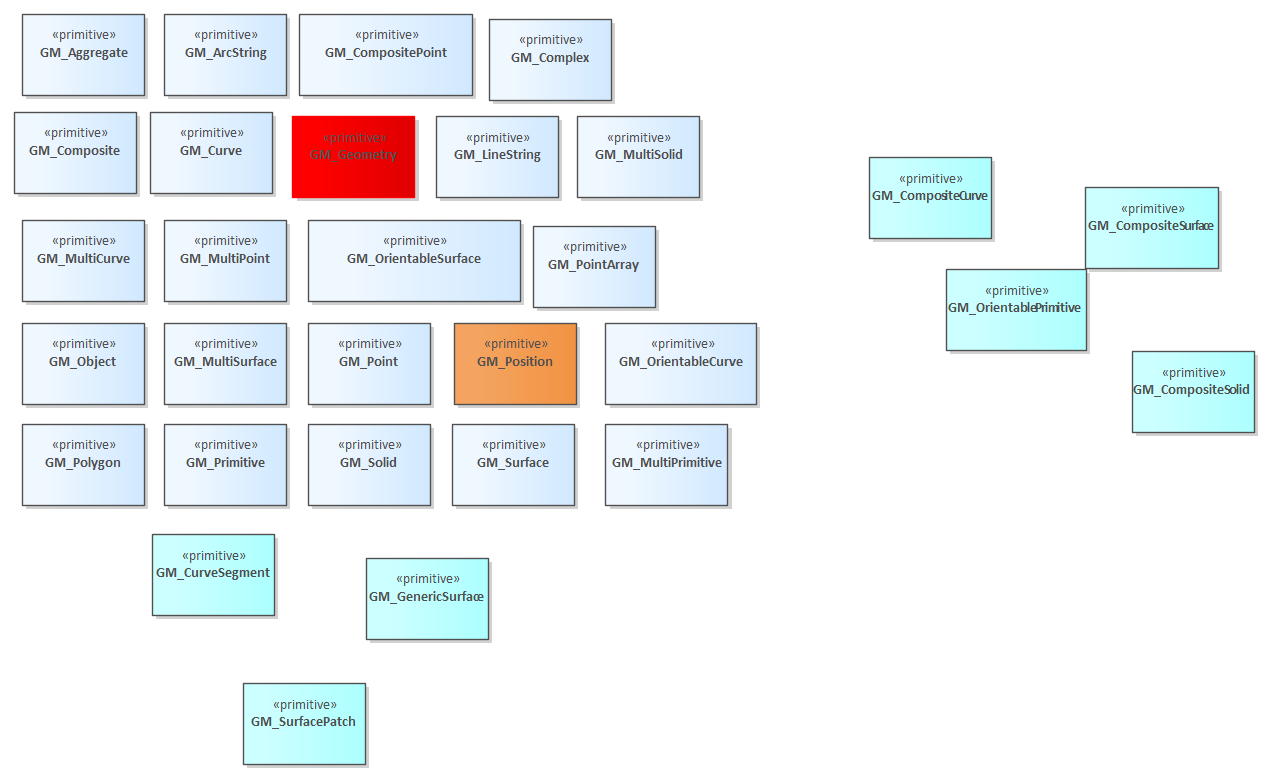 «primitive»
GM_Aggregate
«primitive»
GM_ArcString
«primitive»
GM_CompositePoint
«primitive»
GM_Complex
«primitive»
GM_Composite
«primitive»
GM_Curve
«primitive»
GM_Geometry
«primitive»
GM_LineString
«primitive»
GM_MultiSolid
«primitive»
GM_CompositeCurve
«primitive»
GM_CompositeSurface
«primitive»
GM_MultiCurve
«primitive»
GM_MultiPoint
«primitive»
GM_OrientableSurface
«primitive»
GM_PointArray
«primitive»
GM_OrientablePrimitive
«primitive»
GM_Object
«primitive»
GM_MultiSurface
«primitive»
GM_Point
«primitive»
GM_Position
«primitive»
GM_OrientableCurve
«primitive»
GM_CompositeSolid
«primitive»
GM_Polygon
«primitive»
GM_Primitive
«primitive»
GM_Solid
«primitive»
GM_Surface
«primitive»
GM_MultiPrimitive
«primitive»
GM_CurveSegment
«primitive»
GM_GenericSurface
«primitive»
GM_SurfacePatch